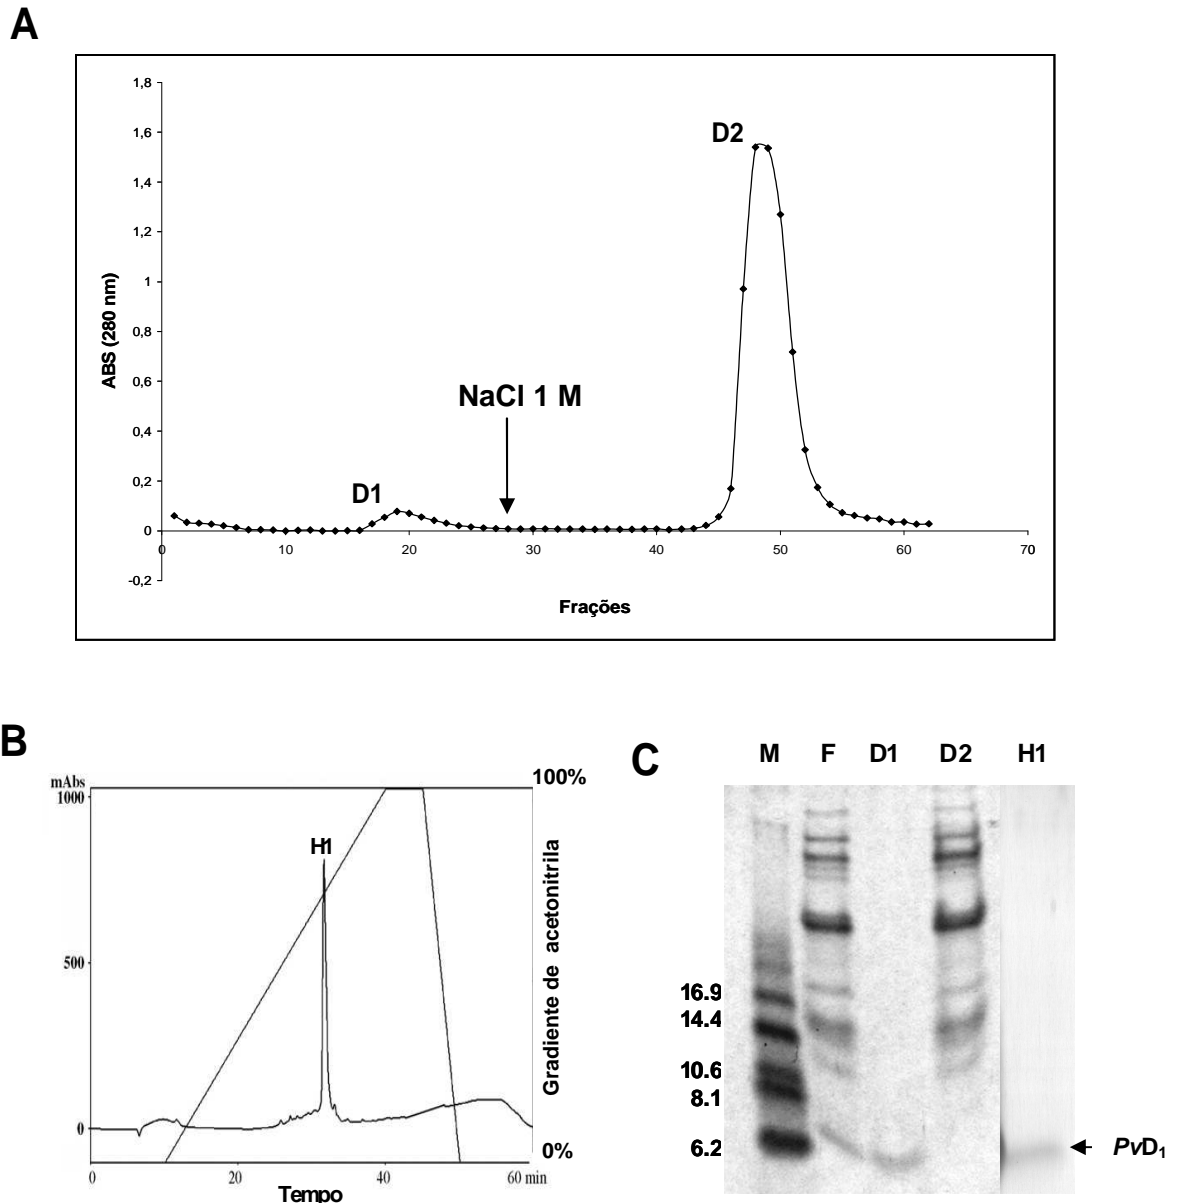 A
1,8
1,6
1,4
1,2
1
0,8
0,6
0,4
0,2
0
-0,2
ABS (280 nm)
D2
NaCl 1 M
D1
0 10 20 30 40 50 60 70
Frações
B
mAbs
1000
500
0
H1
100%
0%
Gradiente de acetonitrila
0 20 40 60 min
Tempo
C
M F D1 D2 H1
16.9
14.4
10.6
8.1
6.2
PvD₁